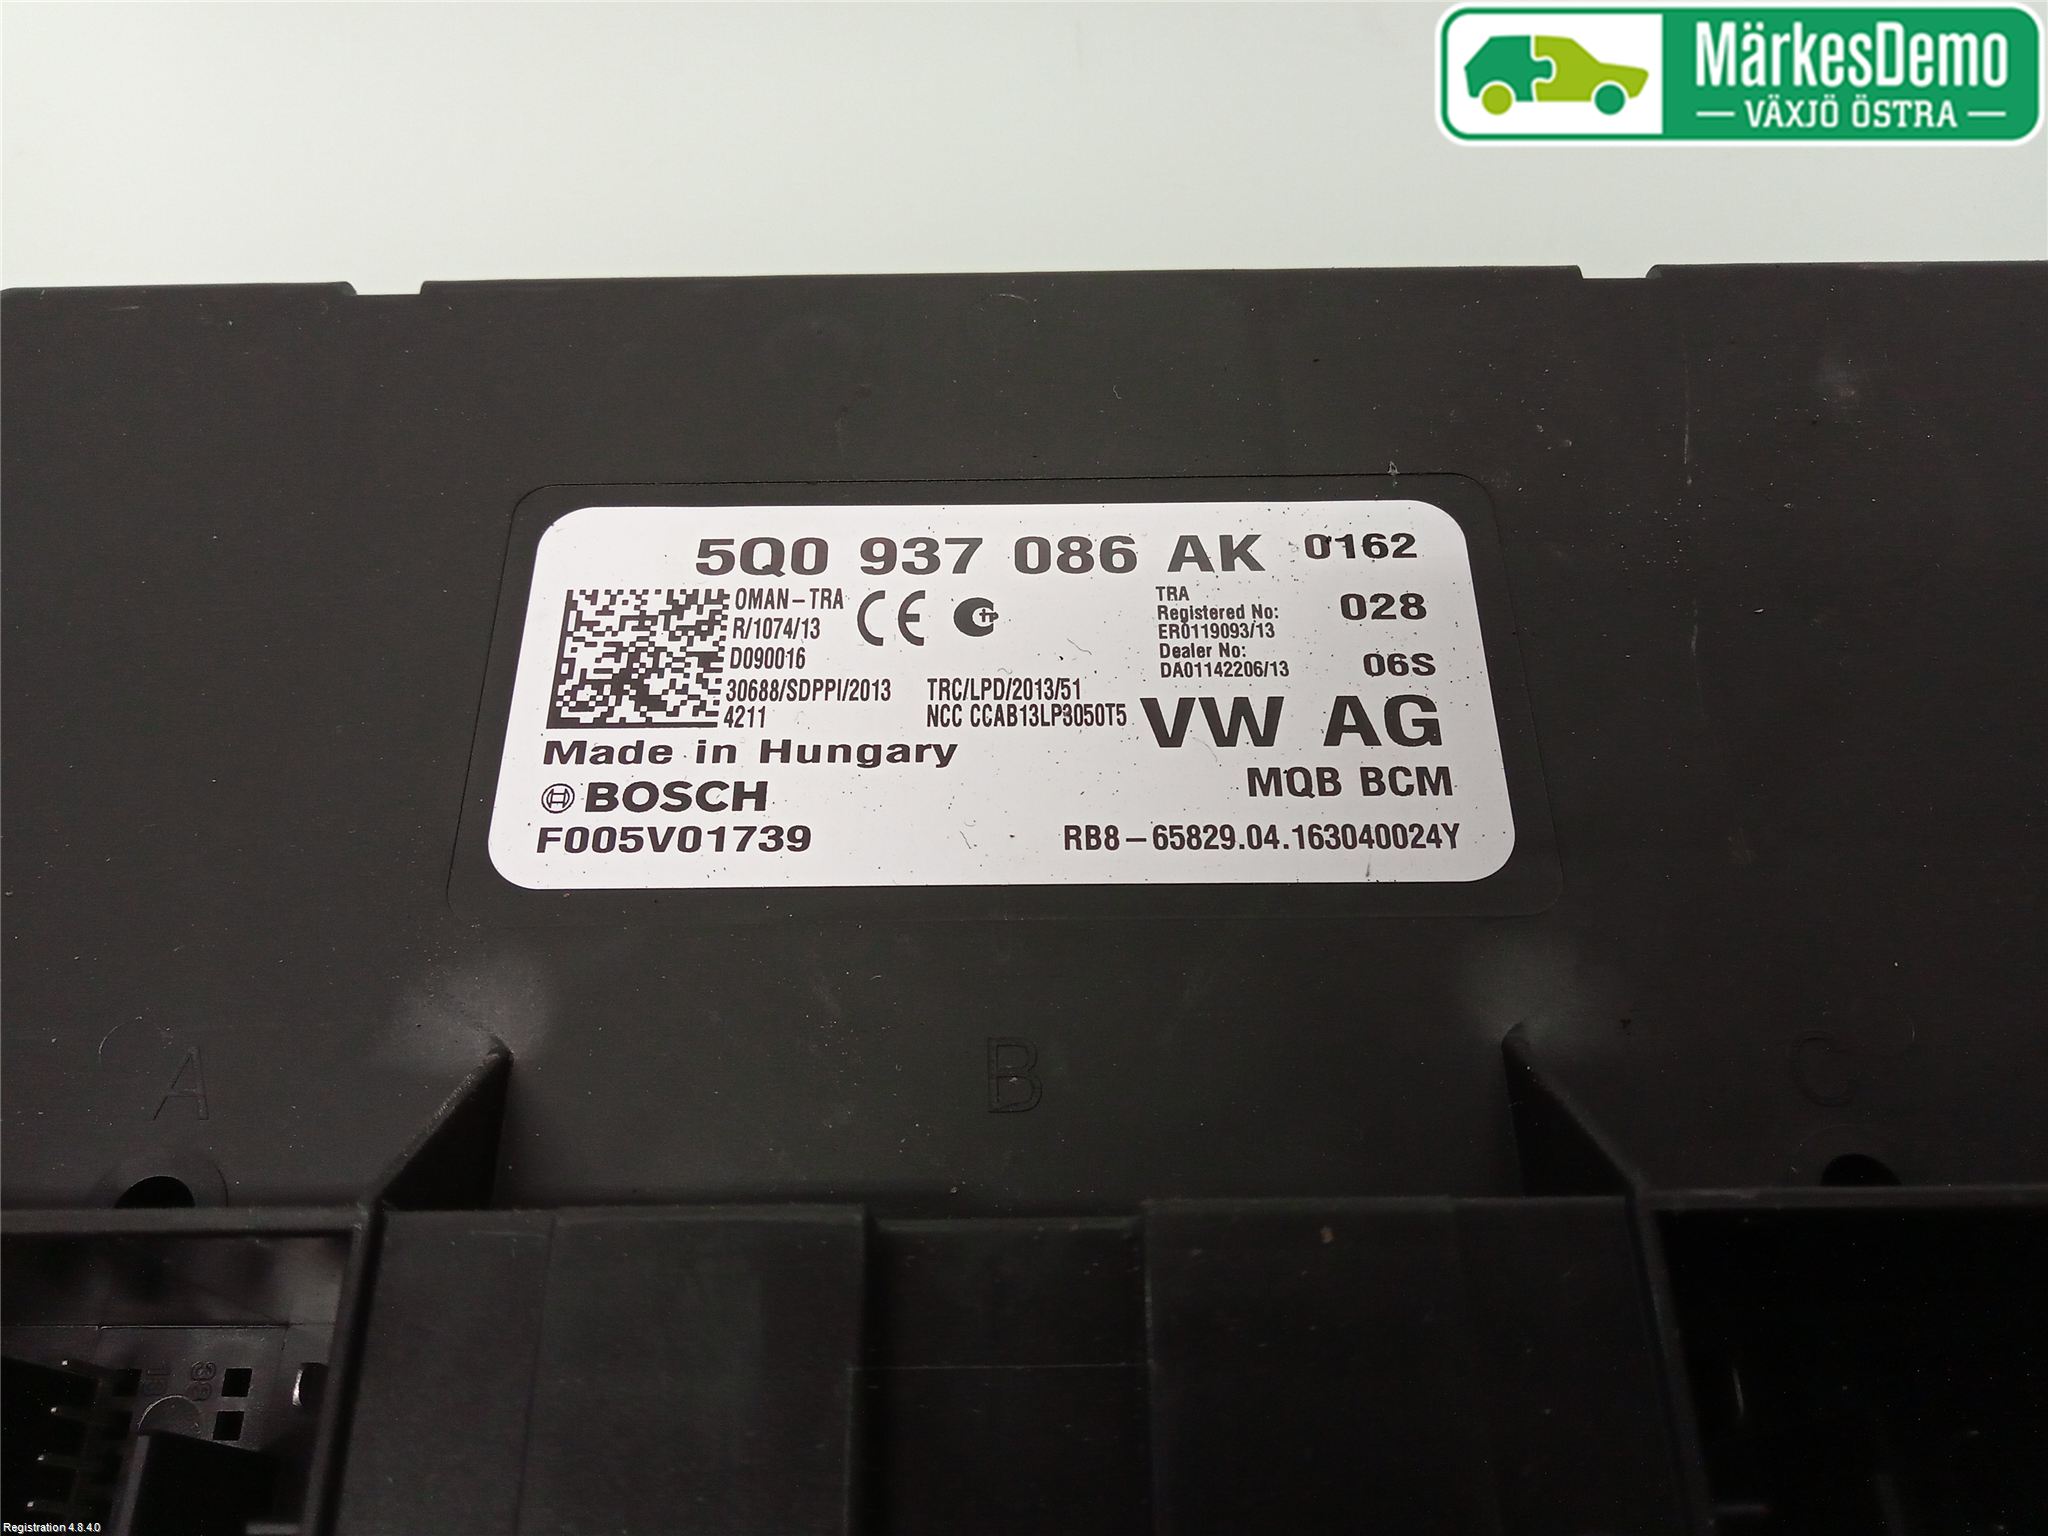 MärkesDemo
VÄXJÖ ÖSTRA
5Q0 937 086 AK 0162
OMAN-TRA
R/1074/13
D090016
30688/SDPPI/2013
4211
CE
TRC/LPD/2013/51
NCC CCAB13LP3050T5
TRA
Registered No:
ER0119093/13
Dealer No:
DA01142206/13
028
06S
VW AG
MQB BCM
Made in Hungary
BOSCH
F005V01739
RB8-65829.04.163040024Y
A B C
38
Registration 4.8.4.0